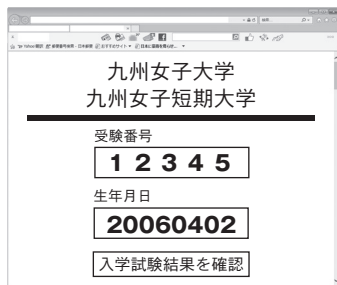 九州女子大学
九州女子短期大学
受験番号
12345
生年月日
20060402
入学試験結果を確認